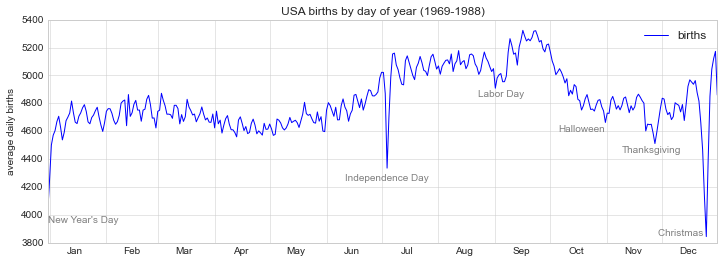 USA births by day of year (1969-1988)
births
average daily births
5400
5200
5000
4800
4600
4400
4200
4000
3800
New Year's Day
Independence Day
Labor Day
Halloween
Thanksgiving
Christmas
Jan Feb Mar Apr May Jun Jul Aug Sep Oct Nov Dec